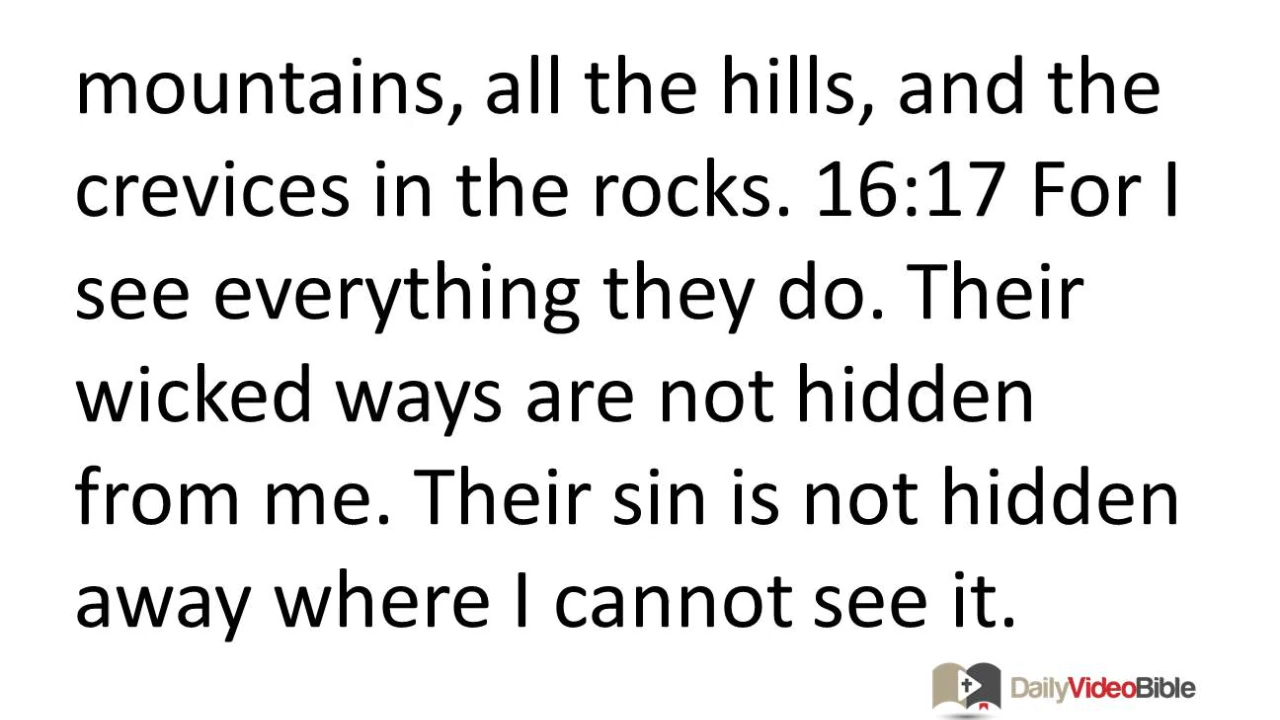 mountains, all the hills, and the
crevices in the rocks. 16:17 For I
see everything they do. Their
wicked ways are not hidden
from me. Their sin is not hidden
away where I cannot see it.
DailyVideoBible